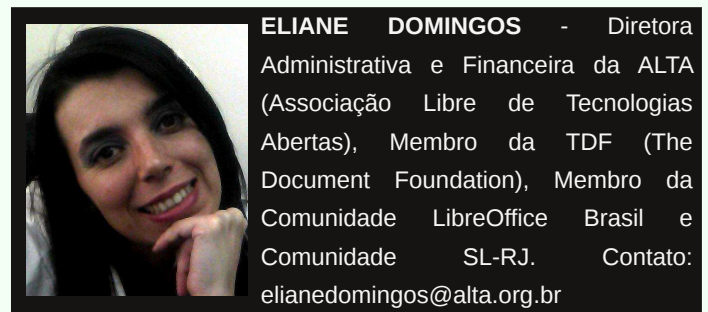 ELIANE DOMINGOS - Diretora
Administrativa e Financeira da ALTA
(Associação Libre de Tecnologias
Abertas), Membro da TDF (The
Document Foundation), Membro da
Comunidade LibreOffice Brasil e
Comunidade SL-RJ. Contato:
elianedomingos@alta.org.br